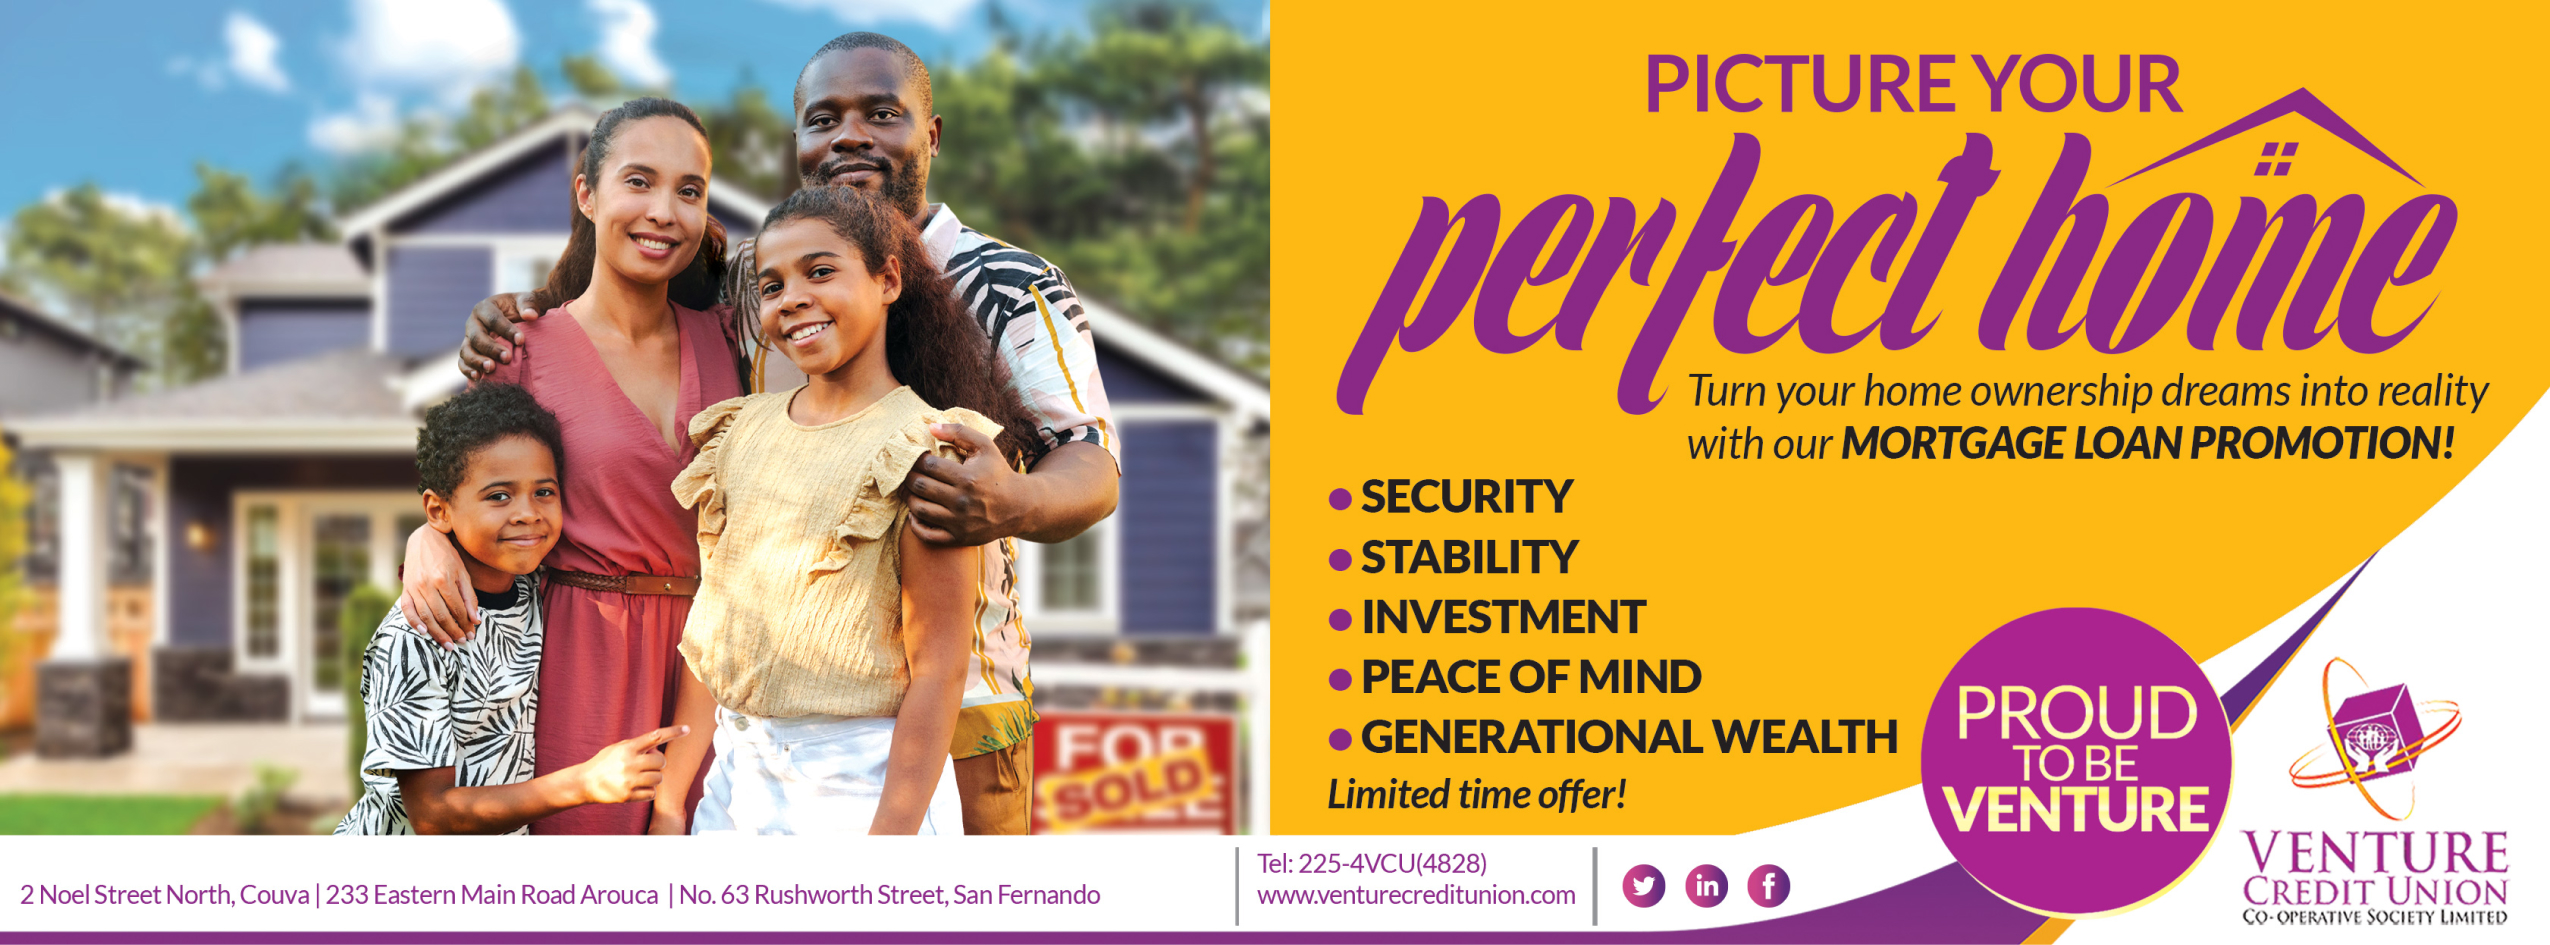 PICTURE YOUR
perfect home
Turn your home ownership dreams into reality
with our MORTGAGE LOAN PROMOTION!
• SECURITY
• STABILITY
• INVESTMENT
• PEACE OF MIND
• GENERATIONAL WEALTH
Limited time offer!
FOR
SOLD
PROUD
TO BE
VENTURE
VENTURE
CREDIT UNION
CO-OPERATIVE SOCIETY LIMITED
2 Noel Street North, Couva | 233 Eastern Main Road Arouca | No. 63 Rushworth Street, San Fernando
Tel: 225-4VCU(4828)
www.venturecreditunion.com
in
f